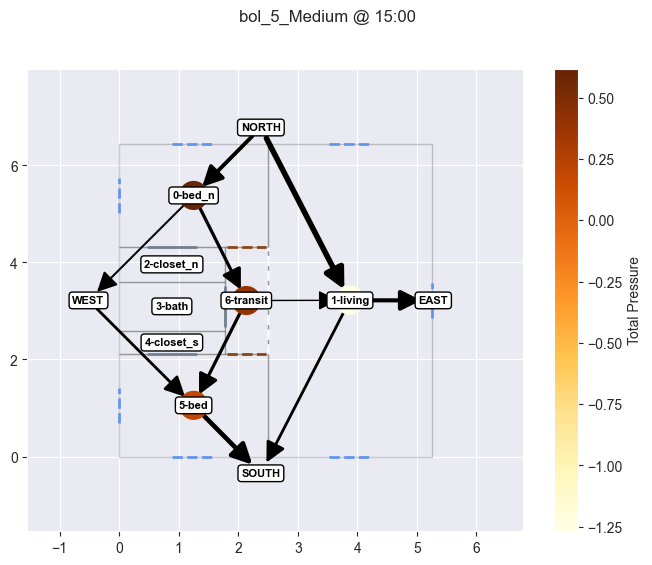 bol_5_Medium @ 15:00
NORTH
0-bed_n
2-closet_n
WEST
3-bath
6-transit
1-living
EAST
4-closet_s
5-bed
SOUTH
6
4
2
0
−1
0
1
2
3
4
5
6
0.50
0.25
0.00
−0.25
−0.50
−0.75
−1.00
−1.25
Total Pressure